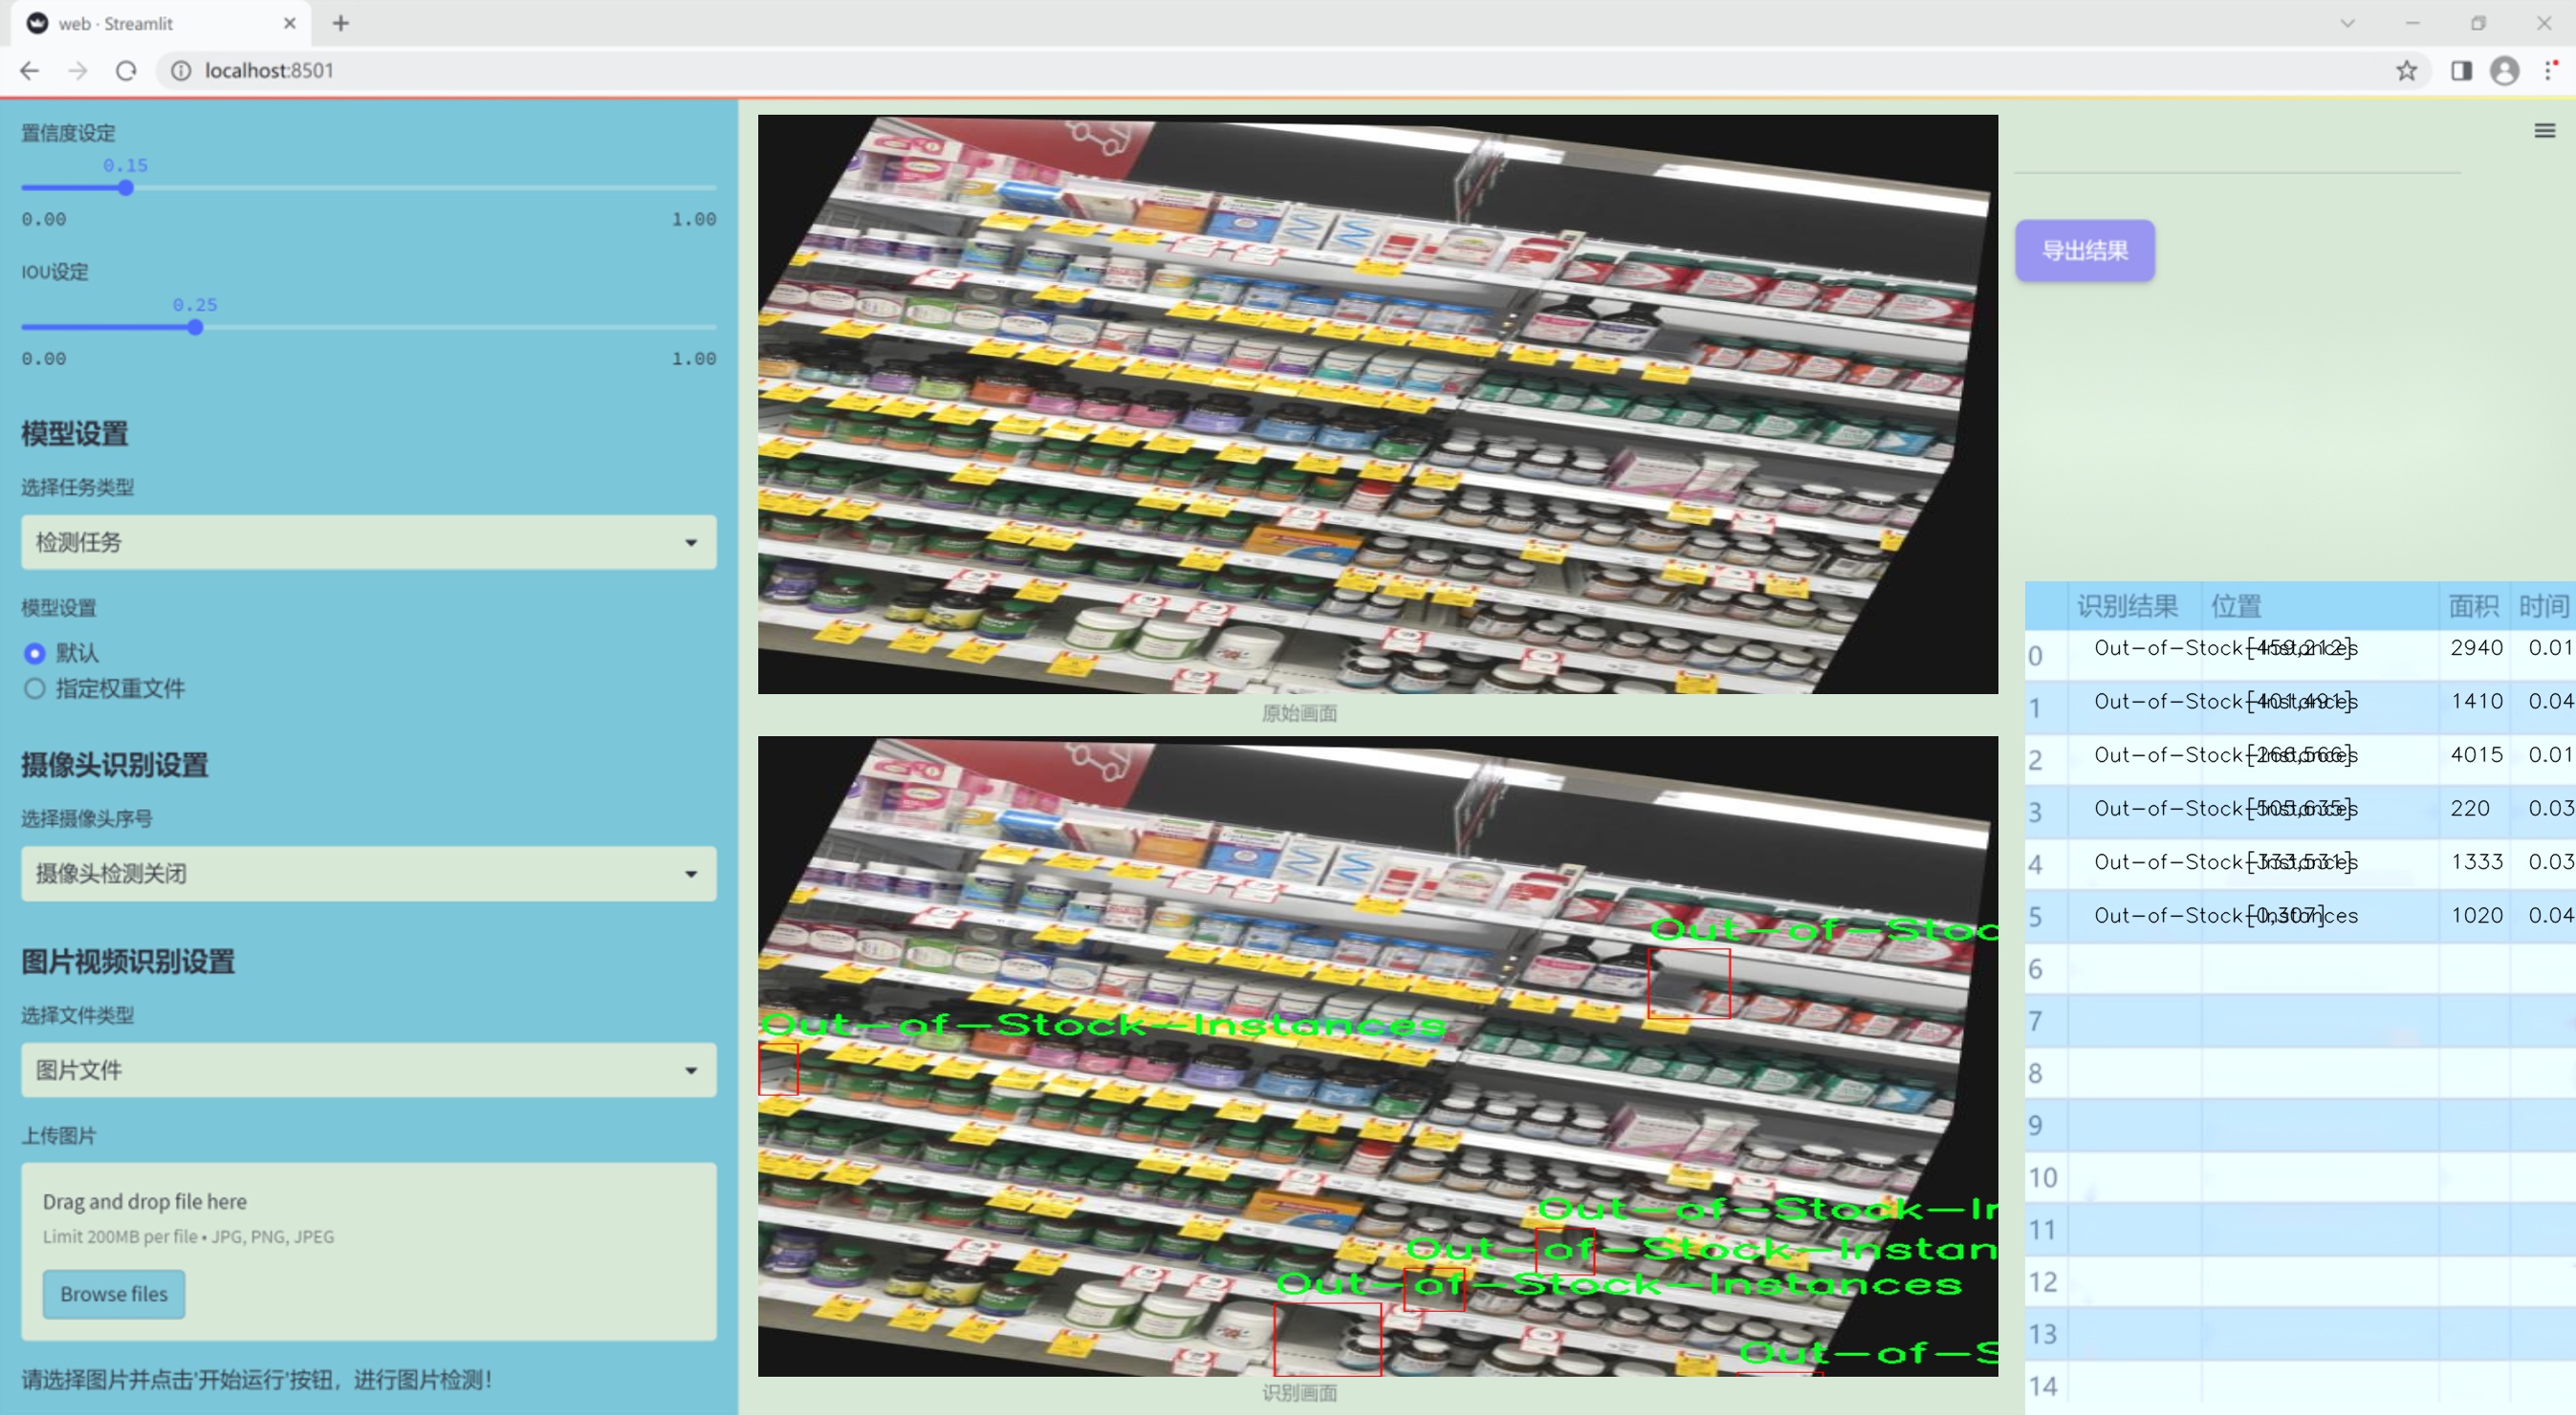 web · Streamlit
localhost:8501
置信度设定
0.15
0.00 1.00
IOU设定
0.25
0.00 1.00
模型设置
选择任务类型
检测任务
模型设置
默认
指定权重文件
摄像头识别设置
选择摄像头序号
摄像头检测关闭
图片视频识别设置
选择文件类型
图片文件
上传图片
Drag and drop file here
Limit 200MB per file • JPG, PNG, JPEG
Browse files
请选择图片并点击'开始运行'按钮，进行图片检测！
原始画面
Out-of-Stoc
Out-of-Stock-Instances
Out-of-Stock-In
Out-of-Stock-Instan
Out-of-Stock-Instances
Out-of-S
识别画面
导出结果
识别结果 位置 面积 时间
0 Out-of-Stock-Instances [459,212] 2940 0.01
1 Out-of-Stock-Instances [401,491] 1410 0.04
2 Out-of-Stock-Instances [266,566] 4015 0.01
3 Out-of-Stock-Instances [505,635] 220 0.03
4 Out-of-Stock-Instances [333,531] 1333 0.03
5 Out-of-Stock-Instances [0,307] 1020 0.04
6
7
8
9
10
11
12
13
14